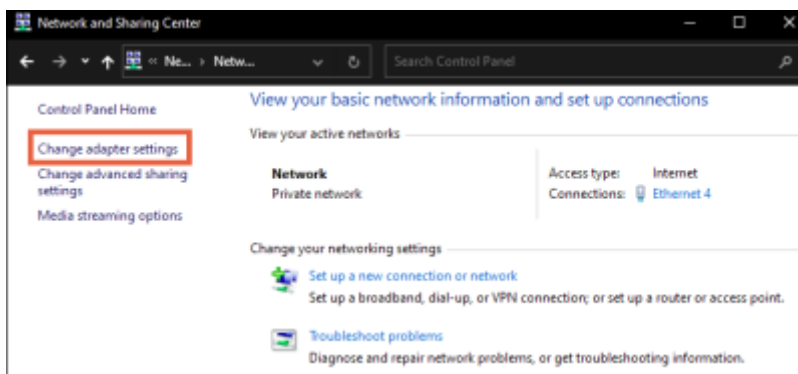 Network and Sharing Center
« Ne... › Netw...
Search Control Panel
Control Panel Home
Change adapter settings
Change advanced sharing
settings
Media streaming options
View your basic network information and set up connections
View your active networks
Network
Private network
Access type: Internet
Connections: Ethernet 4
Change your networking settings
Set up a new connection or network
Set up a broadband, dial-up, or VPN connection; or set up a router or access point.
Troubleshoot problems
Diagnose and repair network problems, or get troubleshooting information.